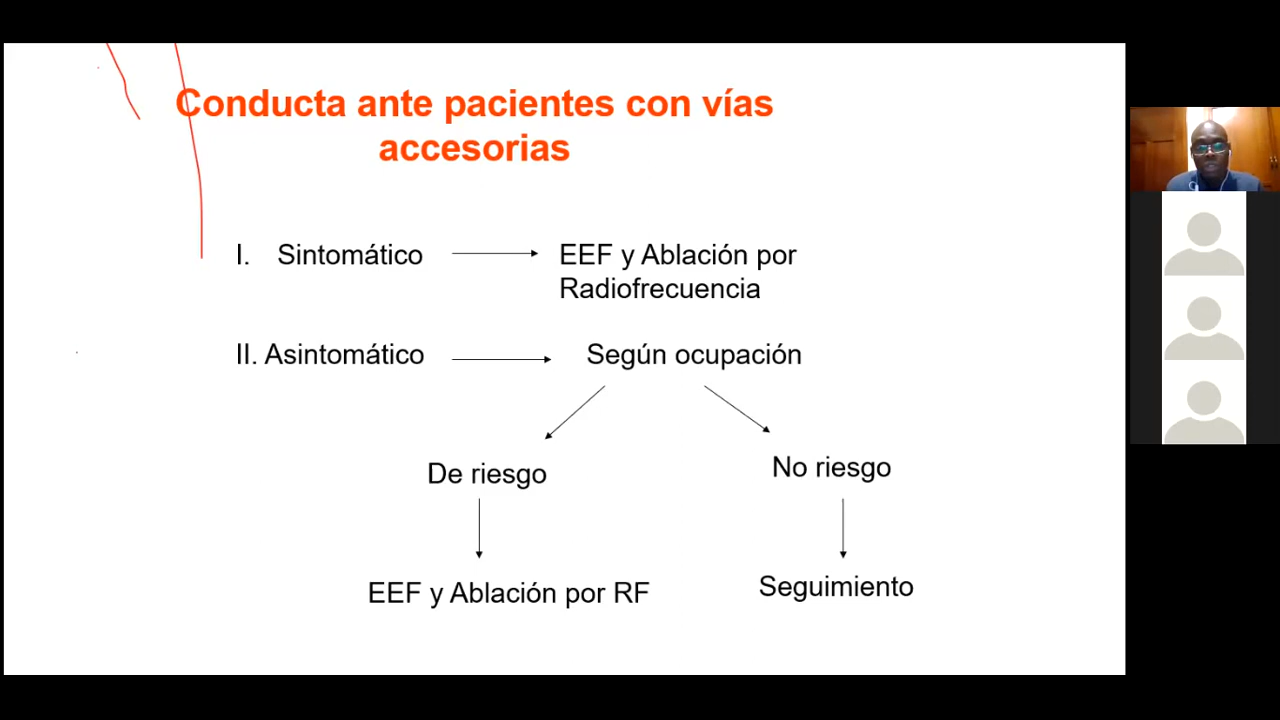 Conducta ante pacientes con vías
accesorias
I. Sintomático
EEF y Ablación por
Radiofrecuencia
II. Asintomático
Según ocupación
De riesgo
No riesgo
EEF y Ablación por RF
Seguimiento